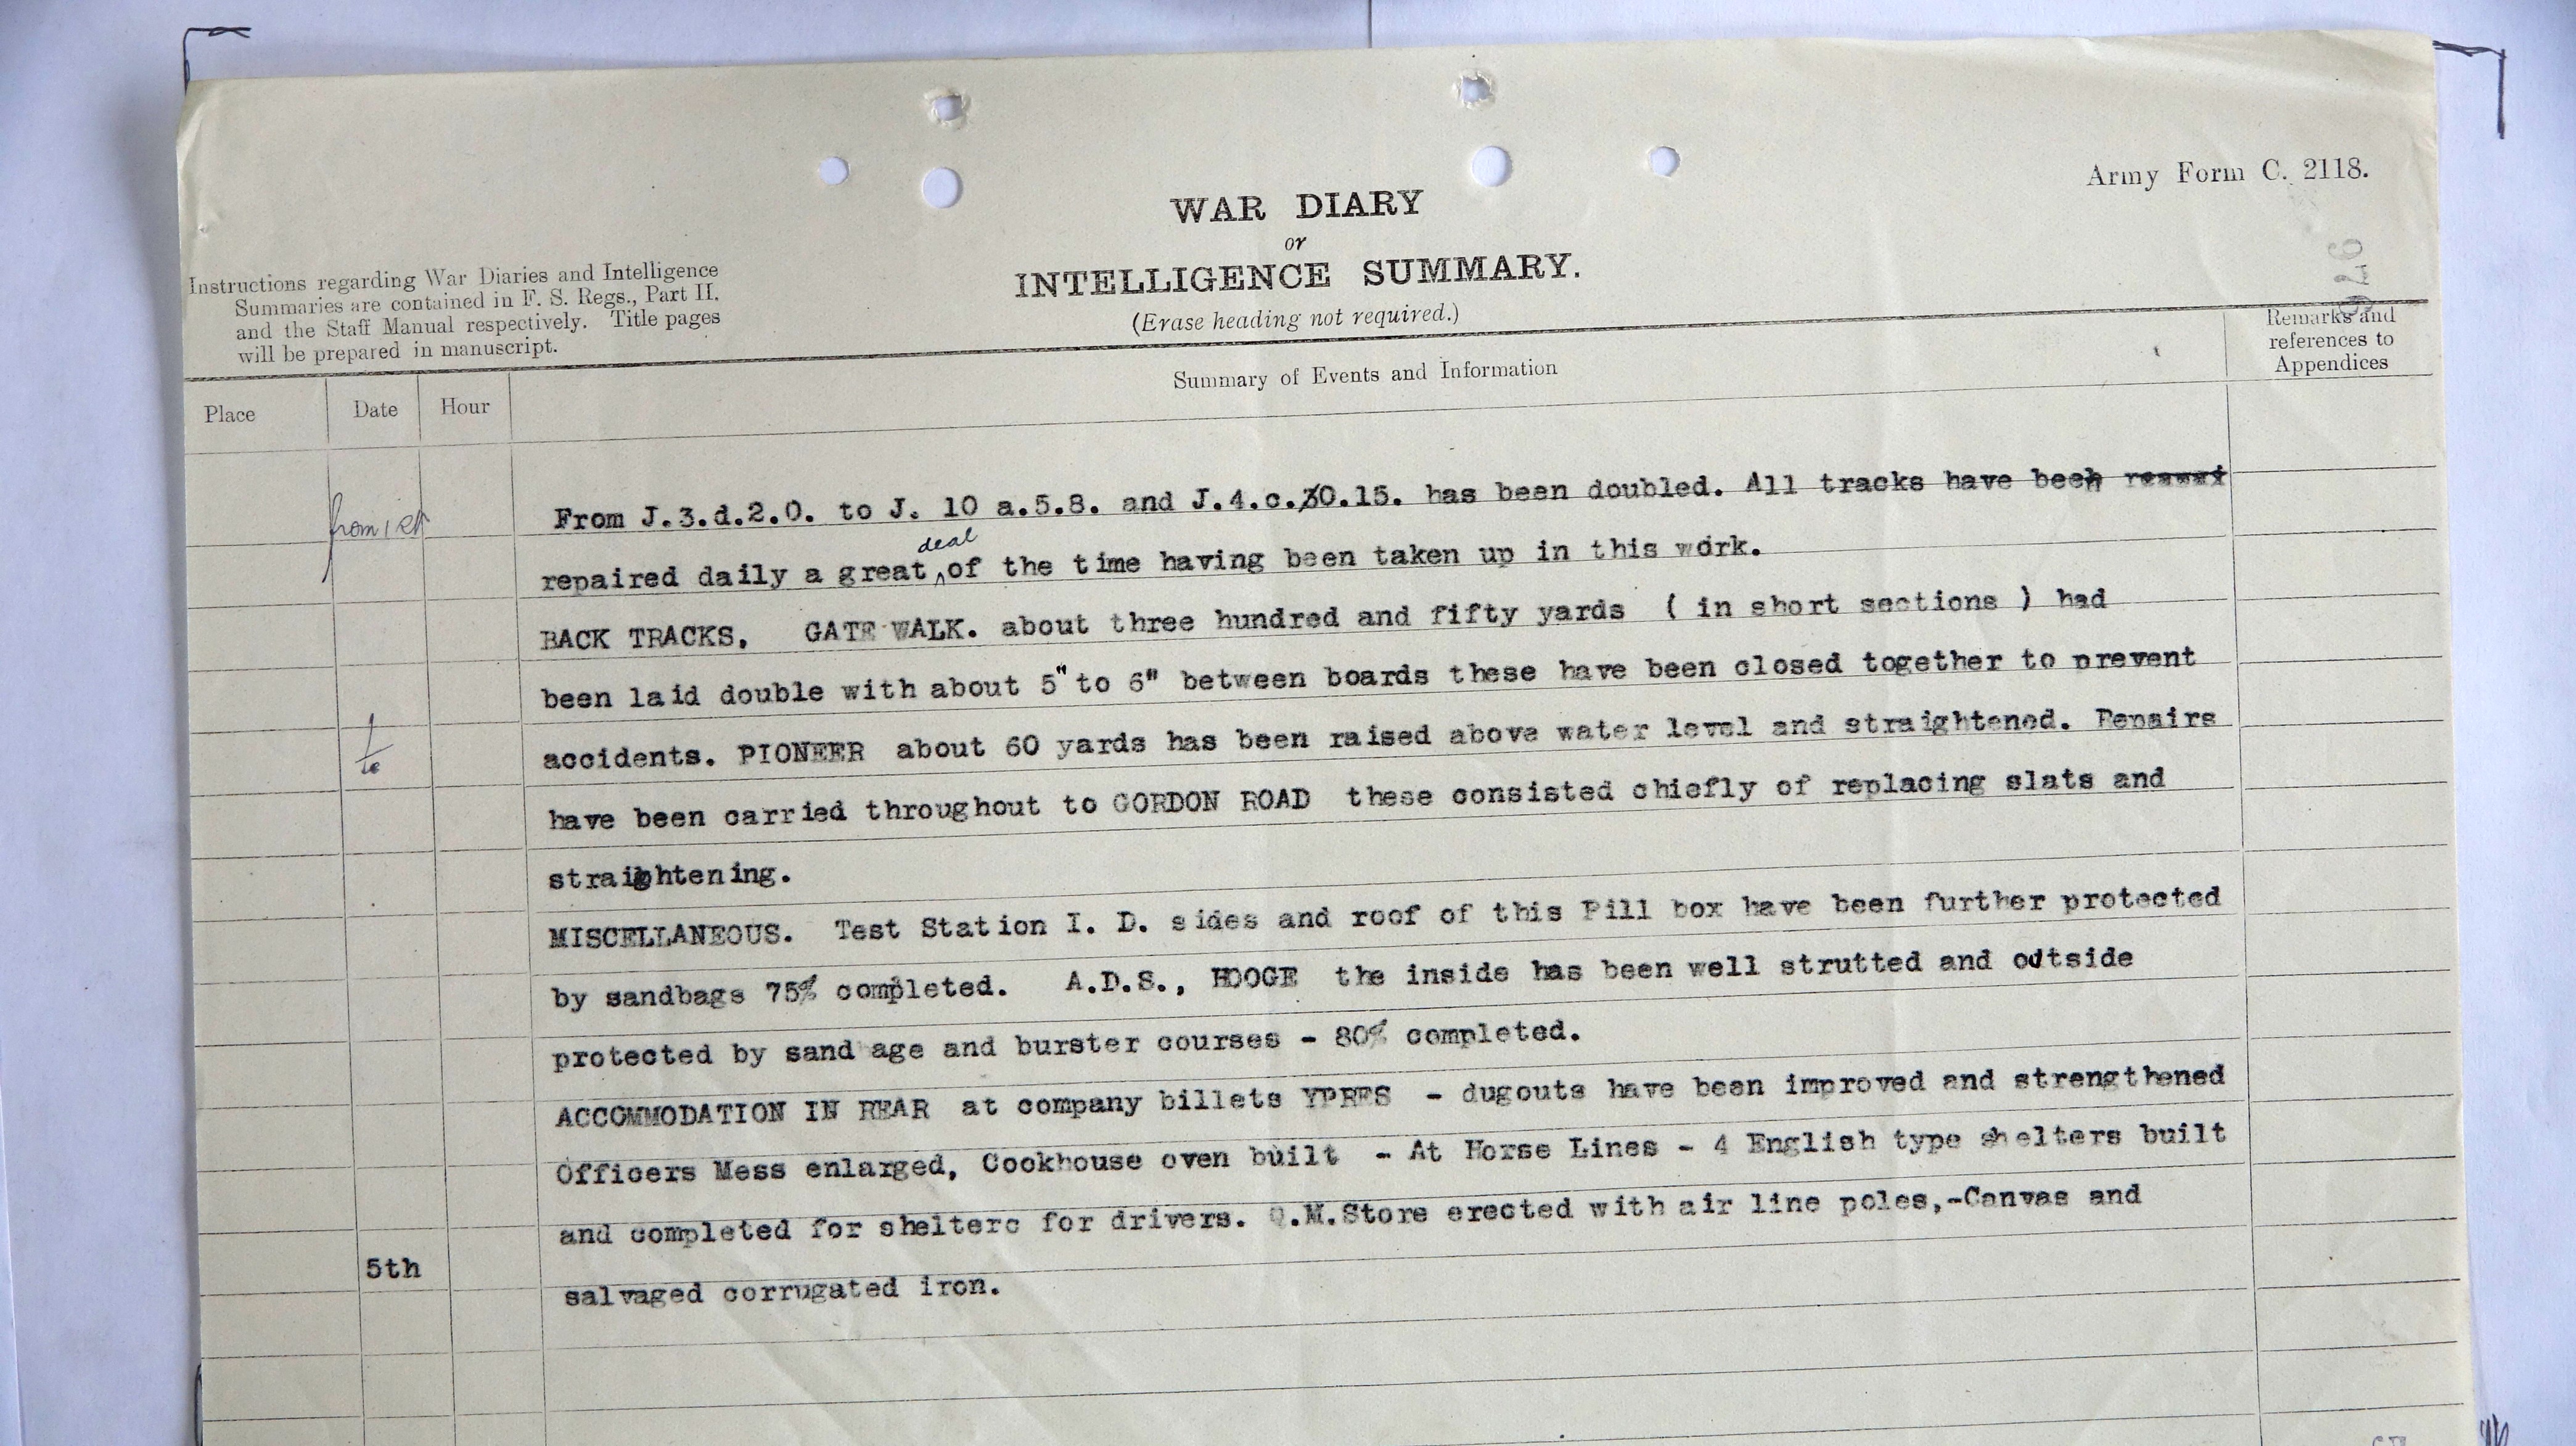 Army Form C. 2118.
WAR DIARY
or
INTELLIGENCE SUMMARY.
(Erase heading not required.)
Instructions regarding War Diaries and Intelligence
Summaries are contained in F. S. Regs., Part II.
and the Staff Manual respectively. Title pages
will be prepared in manuscript.
Place
Date
Hour
Summary of Events and Information
Remarks and
references to
Appendices
from 1st
From J.3.d.2.0. to J. 10 a.5.8. and J.4.c.30.15. has been doubled. All tracks have been
deal
repaired daily a great of the time having been taken up in this work.
BACK TRACKS. GATE WALK. about three hundred and fifty yards ( in short sections ) had
been laid double with about 5" to 6" between boards these have been closed together to prevent
to
accidents. PIONEER about 60 yards has been raised above water level and straightened. Repairs
have been carried throughout to GORDON ROAD these consisted chiefly of replacing slats and
straightening.
MISCELLANEOUS. Test Station I. D. sides and roof of this Pill box have been further protected
by sandbags 75% completed. A.D.S., HOOGE the inside has been well strutted and outside
protected by sand age and burster courses - 80% completed.
ACCOMMODATION IN REAR at company billets YPRES - dugouts have been improved and strengthened
Officers Mess enlarged, Cookhouse oven built - At Horse Lines - 4 English type shelters built
and completed for shelterc for drivers. Q.M.Store erected with air line poles,-Canvas and
5th
salvaged corrugated iron.